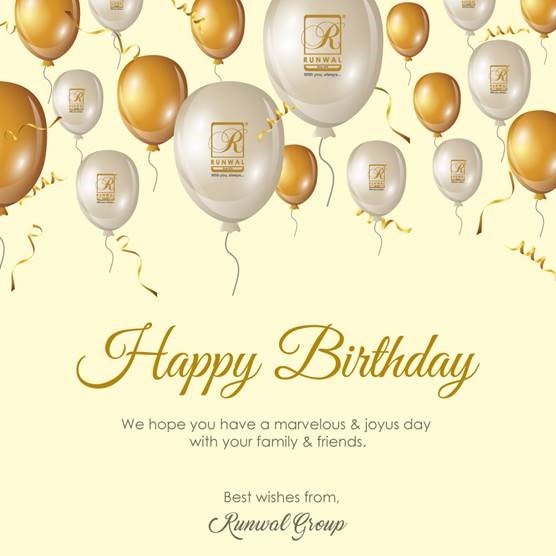 R
RUNWAL
With you, always...
R
RUNWAL
With you, always...
Happy Birthday
We hope you have a marvelous & joyus day
with your family & friends.
Best wishes from,
Runwal Group